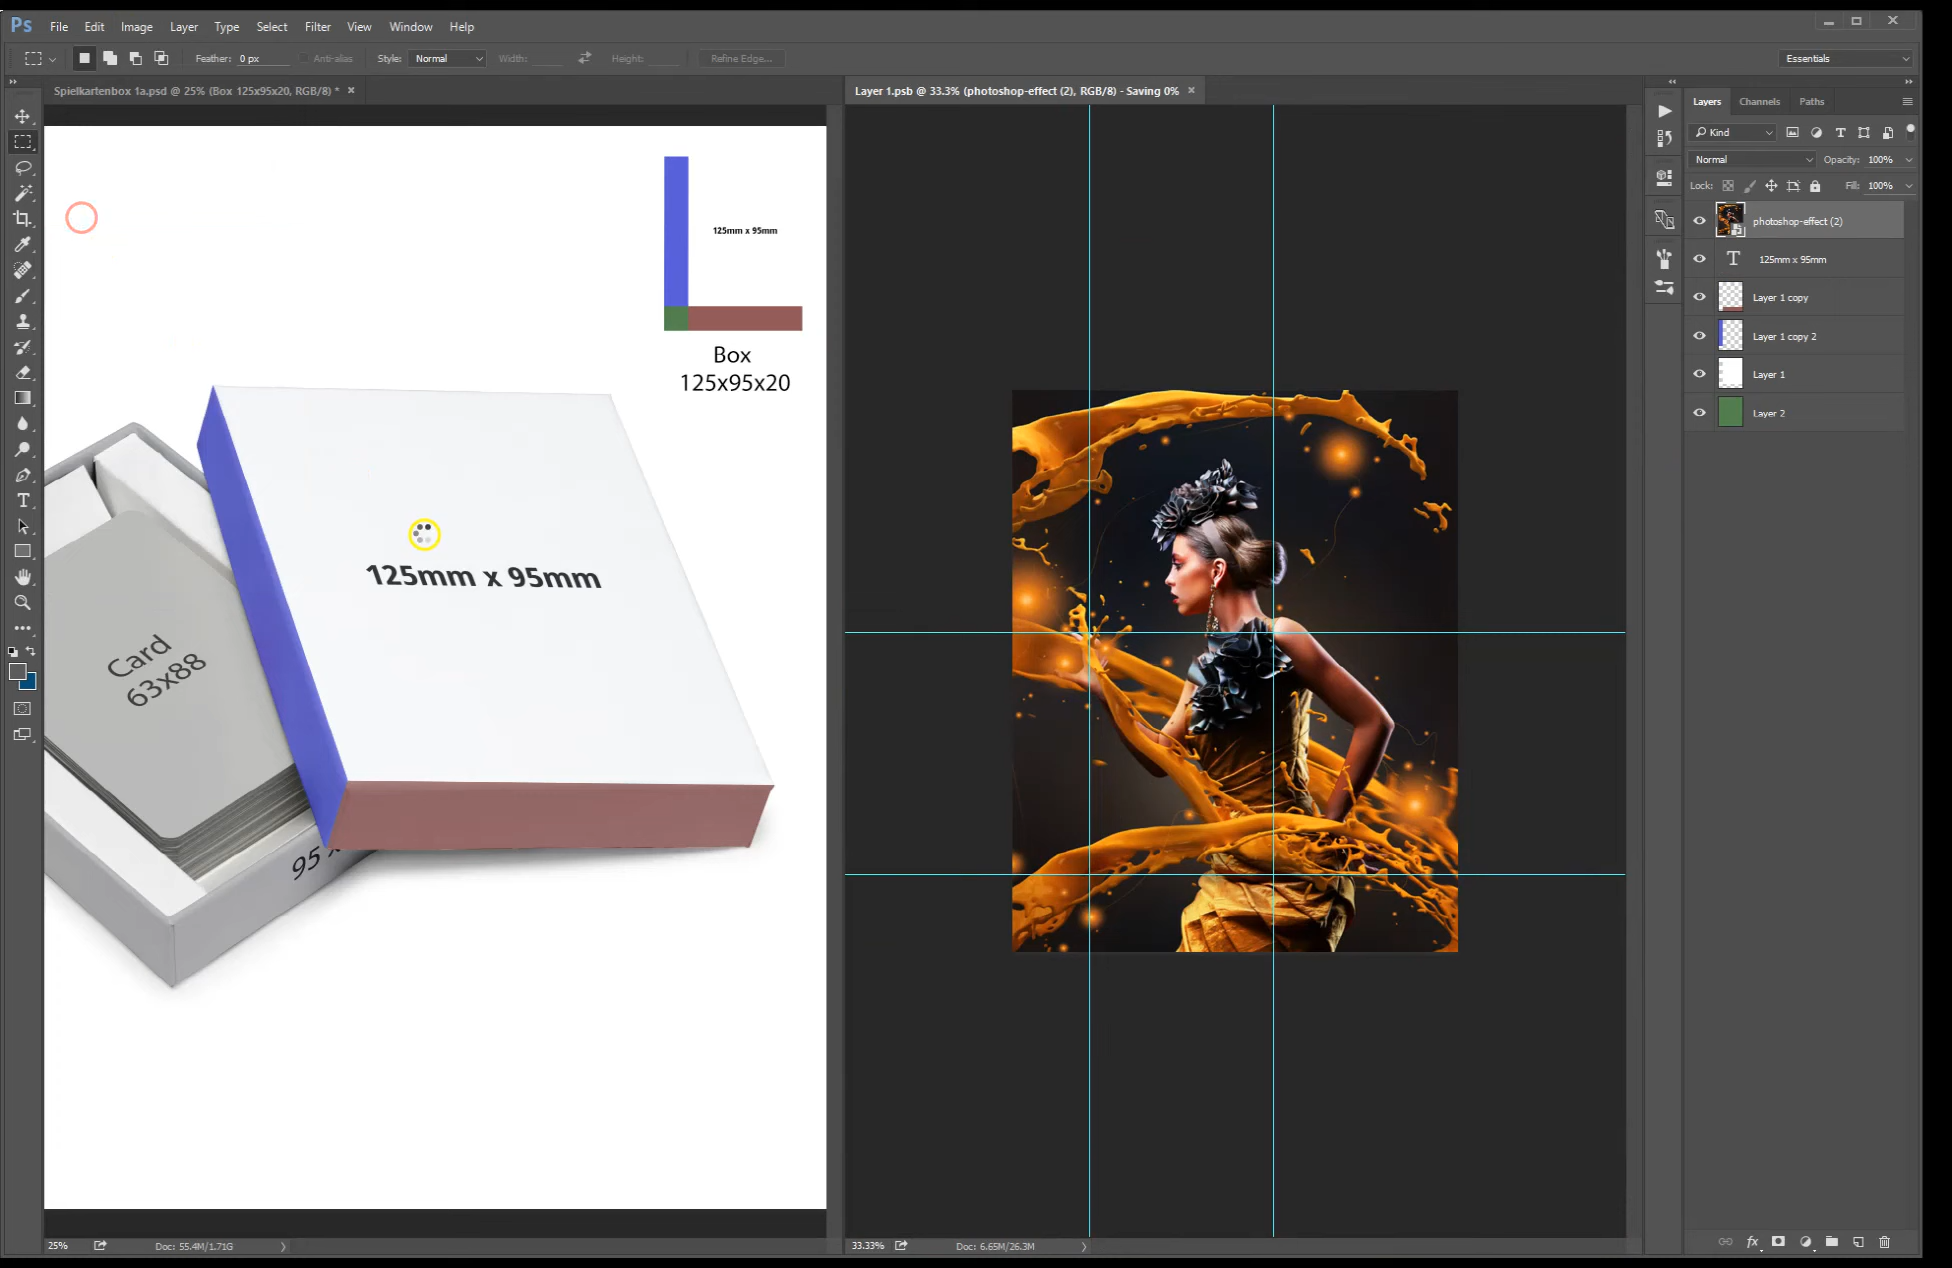 Ps File Edit Image Layer Type Select Filter View Window Help
Feather: 0 px Anti-alias Style: Normal Width: Height: Refine Edge... Essentials
Spielkartenbox 1a.psd @ 25% (Box 125x95x20, RGB/8) * ×
Layer 1.psb @ 33.3% (photoshop-effect (2), RGB/8) - Saving 0% ×
125mm x 95mm
Box
125x95x20
125mm x 95mm
Card
63x88
95 x
Layers Channels Paths
Kind
Normal Opacity: 100%
Lock: Fill: 100%
photoshop-effect (2)
T 125mm x 95mm
Layer 1 copy
Layer 1 copy 2
Layer 1
Layer 2
25% Doc: 55.4M/1.71G
33.33% Doc: 6.65M/26.3M
fx